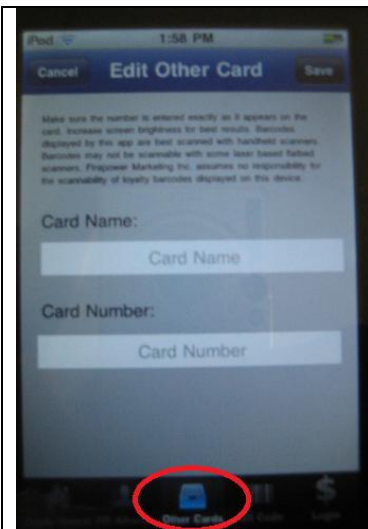 iPod 1:58 PM
Cancel Edit Other Card Save
Make sure the number is entered exactly as it appears on the
card. Increase screen brightness for best results. Barcodes
displayed by this app are best scanned with handheld scanners.
Barcodes may not be scannable with some laser based flatbed
scanners. Firepower Marketing Inc. assumes no responsibility for
the scannability of loyalty barcodes displayed on this device.
Card Name:
Card Name
Card Number:
Card Number
Other Cards Login